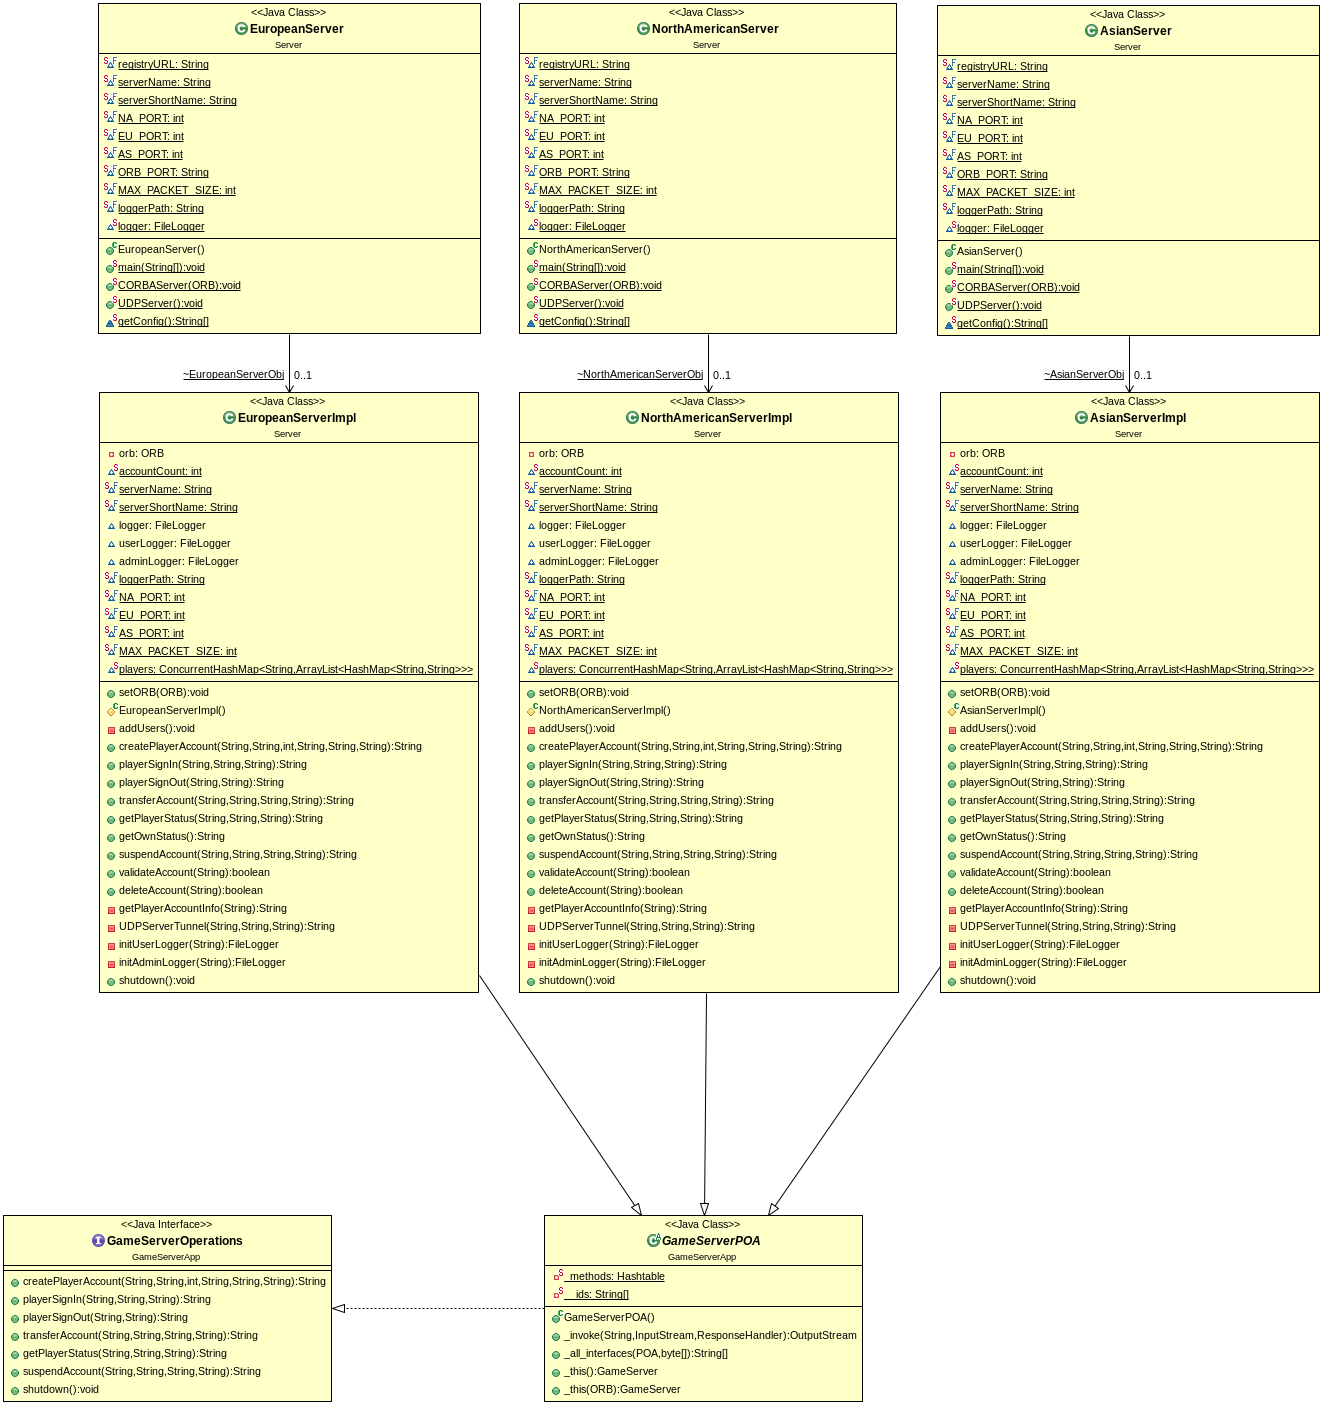 <<Java Class>>
EuropeanServer
Server
registryURL: String
serverName: String
serverShortName: String
NA_PORT: int
EU_PORT: int
AS_PORT: int
ORB_PORT: String
MAX_PACKET_SIZE: int
loggerPath: String
logger: FileLogger
EuropeanServer()
main(String[]):void
CORBAServer(ORB):void
UDPServer():void
getConfig():String[]
<<Java Class>>
NorthAmericanServer
Server
registryURL: String
serverName: String
serverShortName: String
NA_PORT: int
EU_PORT: int
AS_PORT: int
ORB_PORT: String
MAX_PACKET_SIZE: int
loggerPath: String
logger: FileLogger
NorthAmericanServer()
main(String[]):void
CORBAServer(ORB):void
UDPServer():void
getConfig():String[]
<<Java Class>>
AsianServer
Server
registryURL: String
serverName: String
serverShortName: String
NA_PORT: int
EU_PORT: int
AS_PORT: int
ORB_PORT: String
MAX_PACKET_SIZE: int
loggerPath: String
logger: FileLogger
AsianServer()
main(String[]):void
CORBAServer(ORB):void
UDPServer():void
getConfig():String[]
~EuropeanServerObj 0..1
~NorthAmericanServerObj 0..1
~AsianServerObj 0..1
<<Java Class>>
EuropeanServerImpl
Server
orb: ORB
accountCount: int
serverName: String
serverShortName: String
logger: FileLogger
userLogger: FileLogger
adminLogger: FileLogger
loggerPath: String
NA_PORT: int
EU_PORT: int
AS_PORT: int
MAX_PACKET_SIZE: int
players: ConcurrentHashMap<String,ArrayList<HashMap<String,String>>>
setORB(ORB):void
EuropeanServerImpl()
addUsers():void
createPlayerAccount(String,String,int,String,String,String):String
playerSignIn(String,String,String):String
playerSignOut(String,String):String
transferAccount(String,String,String,String):String
getPlayerStatus(String,String,String):String
getOwnStatus():String
suspendAccount(String,String,String,String):String
validateAccount(String):boolean
deleteAccount(String):boolean
getPlayerAccountInfo(String):String
UDPServerTunnel(String,String,String):String
initUserLogger(String):FileLogger
initAdminLogger(String):FileLogger
shutdown():void
<<Java Class>>
NorthAmericanServerImpl
Server
orb: ORB
accountCount: int
serverName: String
serverShortName: String
logger: FileLogger
userLogger: FileLogger
adminLogger: FileLogger
loggerPath: String
NA_PORT: int
EU_PORT: int
AS_PORT: int
MAX_PACKET_SIZE: int
players: ConcurrentHashMap<String,ArrayList<HashMap<String,String>>>
setORB(ORB):void
NorthAmericanServerImpl()
addUsers():void
createPlayerAccount(String,String,int,String,String,String):String
playerSignIn(String,String,String):String
playerSignOut(String,String):String
transferAccount(String,String,String,String):String
getPlayerStatus(String,String,String):String
getOwnStatus():String
suspendAccount(String,String,String,String):String
validateAccount(String):boolean
deleteAccount(String):boolean
getPlayerAccountInfo(String):String
UDPServerTunnel(String,String,String):String
initUserLogger(String):FileLogger
initAdminLogger(String):FileLogger
shutdown():void
<<Java Class>>
AsianServerImpl
Server
orb: ORB
accountCount: int
serverName: String
serverShortName: String
logger: FileLogger
userLogger: FileLogger
adminLogger: FileLogger
loggerPath: String
NA_PORT: int
EU_PORT: int
AS_PORT: int
MAX_PACKET_SIZE: int
players: ConcurrentHashMap<String,ArrayList<HashMap<String,String>>>
setORB(ORB):void
AsianServerImpl()
addUsers():void
createPlayerAccount(String,String,int,String,String,String):String
playerSignIn(String,String,String):String
playerSignOut(String,String):String
transferAccount(String,String,String,String):String
getPlayerStatus(String,String,String):String
getOwnStatus():String
suspendAccount(String,String,String,String):String
validateAccount(String):boolean
deleteAccount(String):boolean
getPlayerAccountInfo(String):String
UDPServerTunnel(String,String,String):String
initUserLogger(String):FileLogger
initAdminLogger(String):FileLogger
shutdown():void
<<Java Interface>>
GameServerOperations
GameServerApp
createPlayerAccount(String,String,int,String,String,String):String
playerSignIn(String,String,String):String
playerSignOut(String,String):String
transferAccount(String,String,String,String):String
getPlayerStatus(String,String,String):String
suspendAccount(String,String,String,String):String
shutdown():void
<<Java Class>>
GameServerPOA
GameServerApp
_methods: Hashtable
__ids: String[]
GameServerPOA()
_invoke(String,InputStream,ResponseHandler):OutputStream
_all_interfaces(POA,byte[]):String[]
_this():GameServer
_this(ORB):GameServer